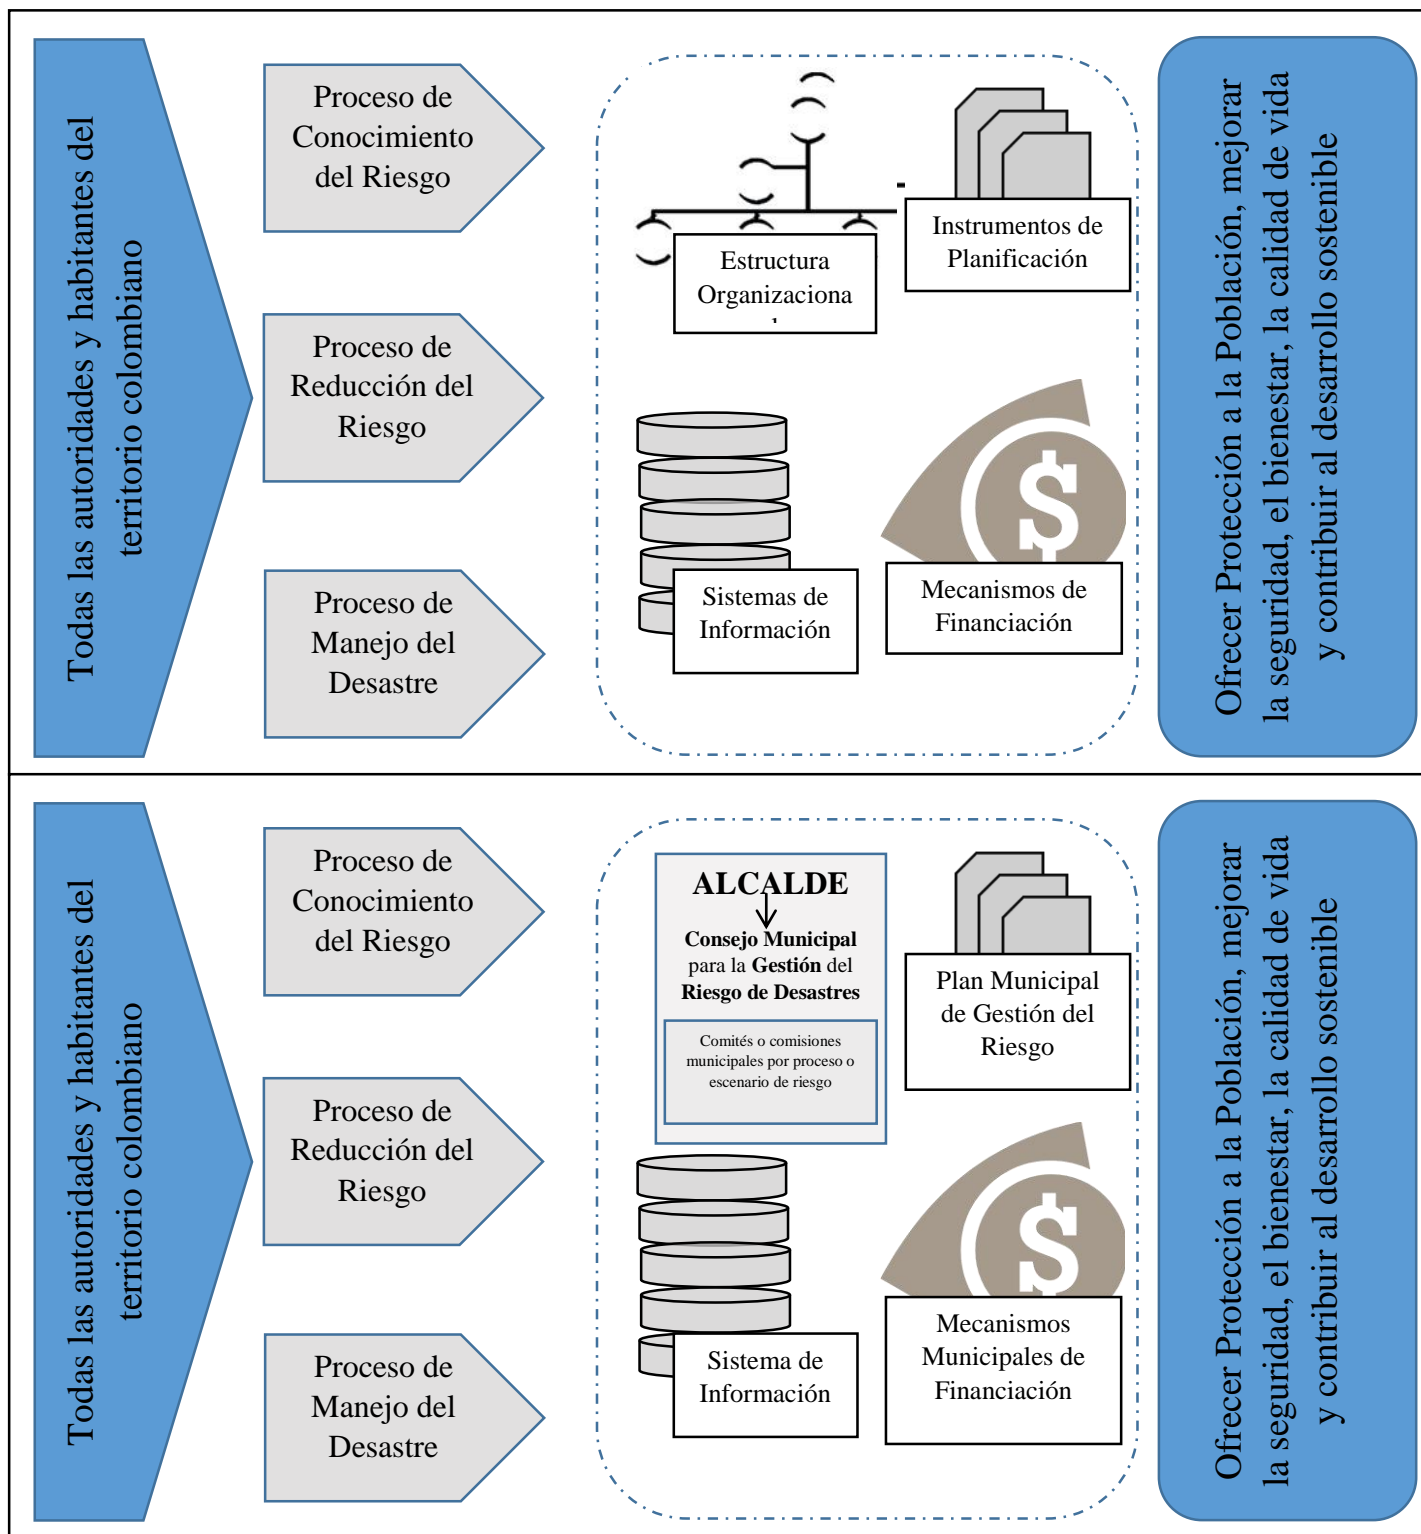 Todas las autoridades y habitantes del
territorio colombiano
Proceso de
Conocimiento
del Riesgo
Proceso de
Reducción del
Riesgo
Proceso de
Manejo del
Desastre
Estructura
Organizaciona
Instrumentos de
Planificación
Sistemas de
Información
Mecanismos de
Financiación
Ofrecer Protección a la Población, mejorar
la seguridad, el bienestar, la calidad de vida
y contribuir al desarrollo sostenible
Todas las autoridades y habitantes del
territorio colombiano
Proceso de
Conocimiento
del Riesgo
Proceso de
Reducción del
Riesgo
Proceso de
Manejo del
Desastre
ALCALDE
Consejo Municipal
para la Gestión del
Riesgo de Desastres
Comités o comisiones
municipales por proceso o
escenario de riesgo
Plan Municipal
de Gestión del
Riesgo
Sistema de
Información
Mecanismos
Municipales de
Financiación
Ofrecer Protección a la Población, mejorar
la seguridad, el bienestar, la calidad de vida
y contribuir al desarrollo sostenible